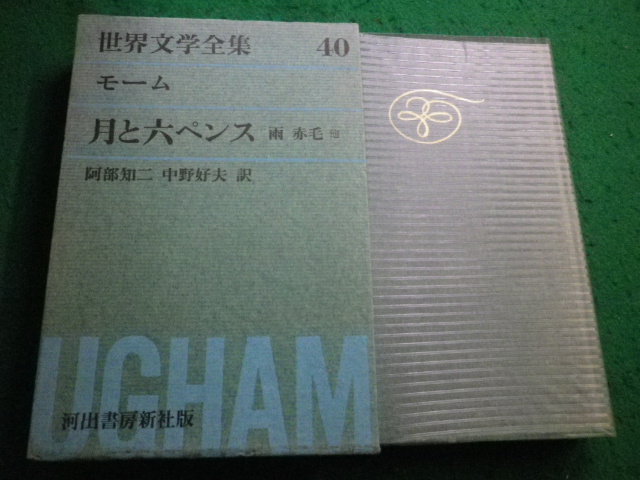 世界文学全集 40
モーム
月と六ペンス 雨 赤毛 他
阿部知二 中野好夫 訳
UGHAM
河出書房新社版